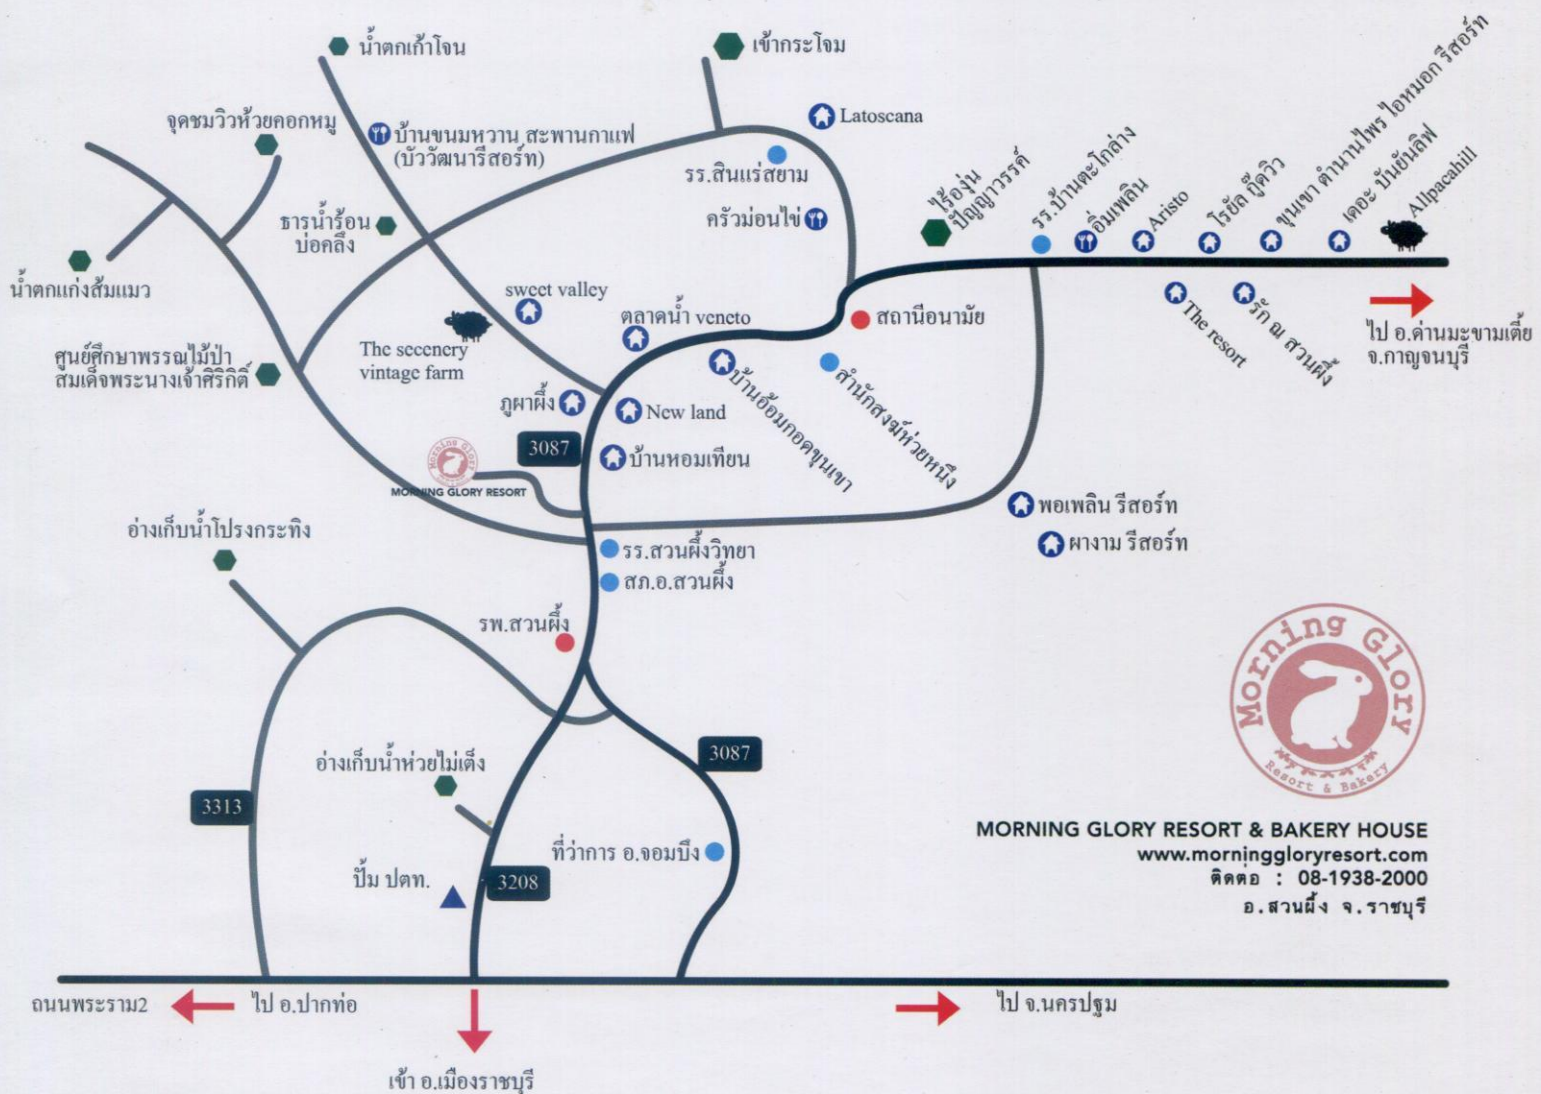 น้ำตกเก้าโจน
เข้ากระโจม
จุดชมวิวห้วยคอกหมู
บ้านขนมหวาน สะพานกาแฟ
(บัววัฒนารีสอร์ท)
Latoscana
รร.สินแร่สยาม
ครัวม่อนไข่
ธารน้ำร้อน
บ่อคลึง
น้ำตกแก่งส้มแมว
ไร่องุ่น
ปัญญาวรรค์
รร.บ้านตะโกล่าง
อิ่มเพลิน
Aristo
โรยัล กู๊ดวิว
ขุนเขา ตำนานไพร ไอหมอก รีสอร์ท
เดอะ บันยันลีฟ
Allpacahill
The resort
รัก ณ สวนผึ้ง
ไป อ.ด่านมะขามเตี้ย
จ.กาญจนบุรี
sweet valley
ตลาดน้ำ veneto
สถานีอนามัย
The secenery
vintage farm
ศูนย์ศึกษาพรรณไม้ป่า
สมเด็จพระนางเจ้าศิริกิติ์
ภูผาผึ้ง
New land
บ้านอ้อมกอดขุนเขา
สำนักสงฆ์ห่วยหนึง
3087
บ้านหอมเทียน
Morning Glory
MORNING GLORY RESORT
พอเพลิน รีสอร์ท
ผางาม รีสอร์ท
อ่างเก็บน้ำโปรงกระทิง
รร.สวนผึ้งวิทยา
สภ.อ.สวนผึ้ง
รพ.สวนผึ้ง
Morning Glory
Resort & Bakery
อ่างเก็บน้ำห่วยไม่เต็ง
3087
3313
ที่ว่าการ อ.จอมบึง
ปั้ม ปตท.
3208
MORNING GLORY RESORT & BAKERY HOUSE
www.morninggloryresort.com
ติดต่อ : 08-1938-2000
อ.สวนผึ้ง จ.ราชบุรี
ถนนพระราม2
ไป อ.ปากท่อ
ไป จ.นครปฐม
เข้า อ.เมืองราชบุรี